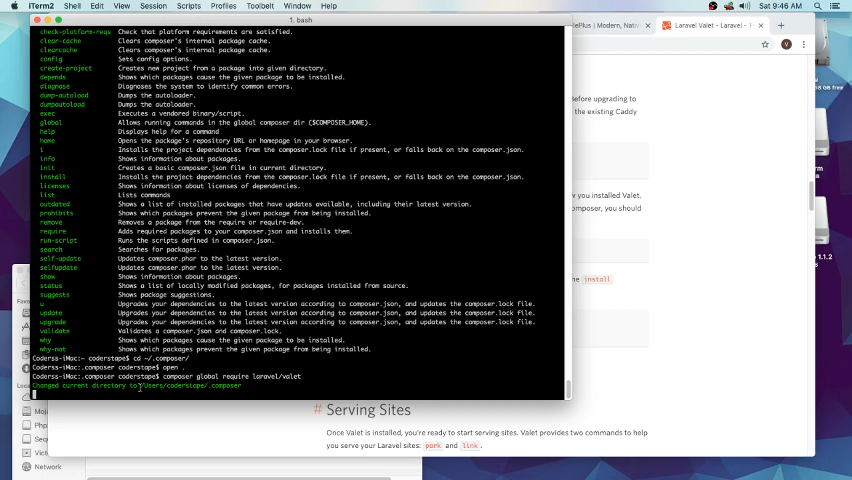 iTerm2 Shell Edit View Session Scripts Profiles Toolbelt Window Help
Sat 9:46 AM
1. bash
check-platform-reqs Check that platform requirements are satisfied.
clear-cache Clears composer's internal package cache.
clearcache Clears composer's internal package cache.
config Sets config options.
create-project Creates new project from a package into given directory.
depends Shows which packages cause the given package to be installed.
diagnose Diagnoses the system to identify common errors.
dump-autoload Dumps the autoloader.
dumpautoload Dumps the autoloader.
exec Executes a vendored binary/script.
global Allows running commands in the global composer dir ($COMPOSER_HOME).
help Displays help for a command
home Opens the package's repository URL or homepage in your browser.
i Installs the project dependencies from the composer.lock file if present, or falls back on the composer.json.
info Shows information about packages.
init Creates a basic composer.json file in current directory.
install Installs the project dependencies from the composer.lock file if present, or falls back on the composer.json.
licenses Shows information about licenses of dependencies.
list Lists commands
outdated Shows a list of installed packages that have updates available, including their latest version.
prohibits Shows which packages prevent the given package from being installed.
remove Removes a package from the require or require-dev.
require Adds required packages to your composer.json and installs them.
run-script Runs the scripts defined in composer.json.
search Searches for packages.
self-update Updates composer.phar to the latest version.
selfupdate Updates composer.phar to the latest version.
show Shows information about packages.
status Shows a list of locally modified packages, for packages installed from source.
suggests Shows package suggestions.
u Upgrades your dependencies to the latest version according to composer.json, and updates the composer.lock file.
update Upgrades your dependencies to the latest version according to composer.json, and updates the composer.lock file.
upgrade Upgrades your dependencies to the latest version according to composer.json, and updates the composer.lock file.
validate Validates a composer.json and composer.lock.
why Shows which packages cause the given package to be installed.
why-not Shows which packages prevent the given package from being installed.
Coderss-iMac:~ coderstape$ cd ~/.composer/
Coderss-iMac:.composer coderstape$ open .
Coderss-iMac:.composer coderstape$ composer global require laravel/valet
Changed current directory to /Users/coderstape/.composer
lePlus | Modern, Nativ
Laravel Valet - Laravel - T
V
Before upgrading to
the existing Caddy
w you installed Valet,
omposer, you should
ne install
# Serving Sites
Once Valet is installed, you're ready to start serving sites. Valet provides two commands to help
you serve your Laravel sites: park and link.
Favo
Moja
Php
Seq
Vict
Network
GB free
rm
1.1.2